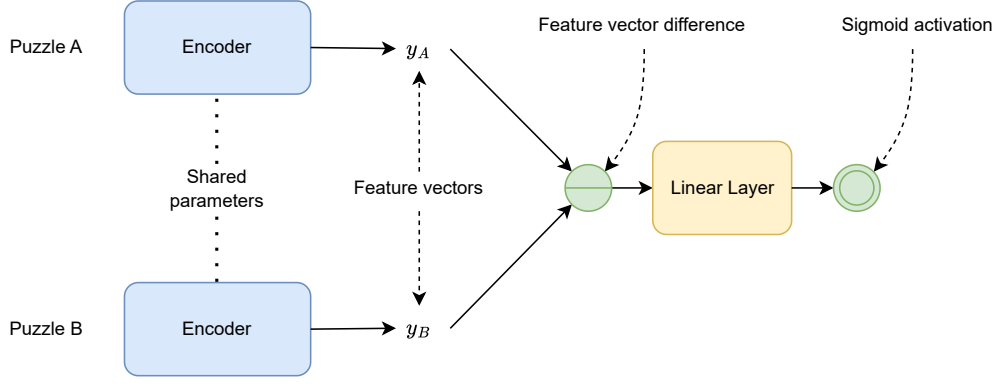 Feature vector difference
Sigmoid activation
Puzzle A
Encoder
y_A
Shared
parameters
Feature vectors
Linear Layer
Puzzle B
Encoder
y_B